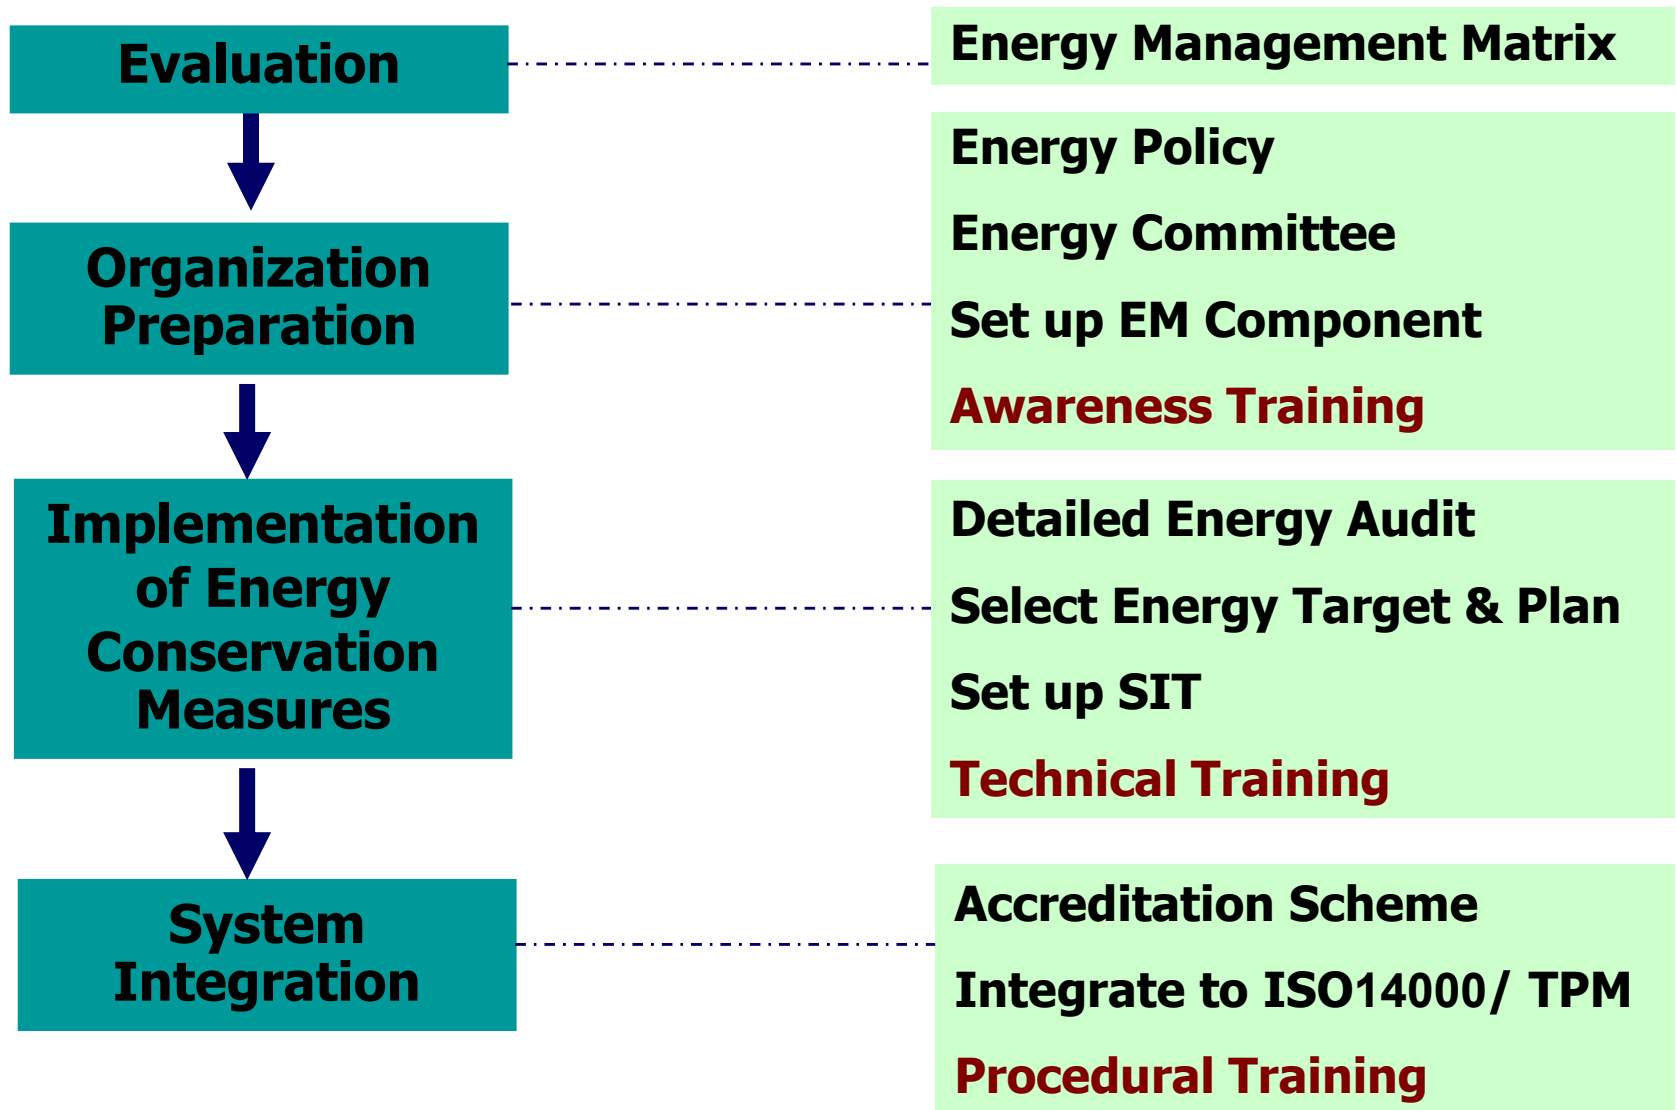 Evaluation
Energy Management Matrix
Organization
Preparation
Energy Policy
Energy Committee
Set up EM Component
Awareness Training
Implementation
of Energy
Conservation
Measures
Detailed Energy Audit
Select Energy Target & Plan
Set up SIT
Technical Training
System
Integration
Accreditation Scheme
Integrate to ISO14000/ TPM
Procedural Training